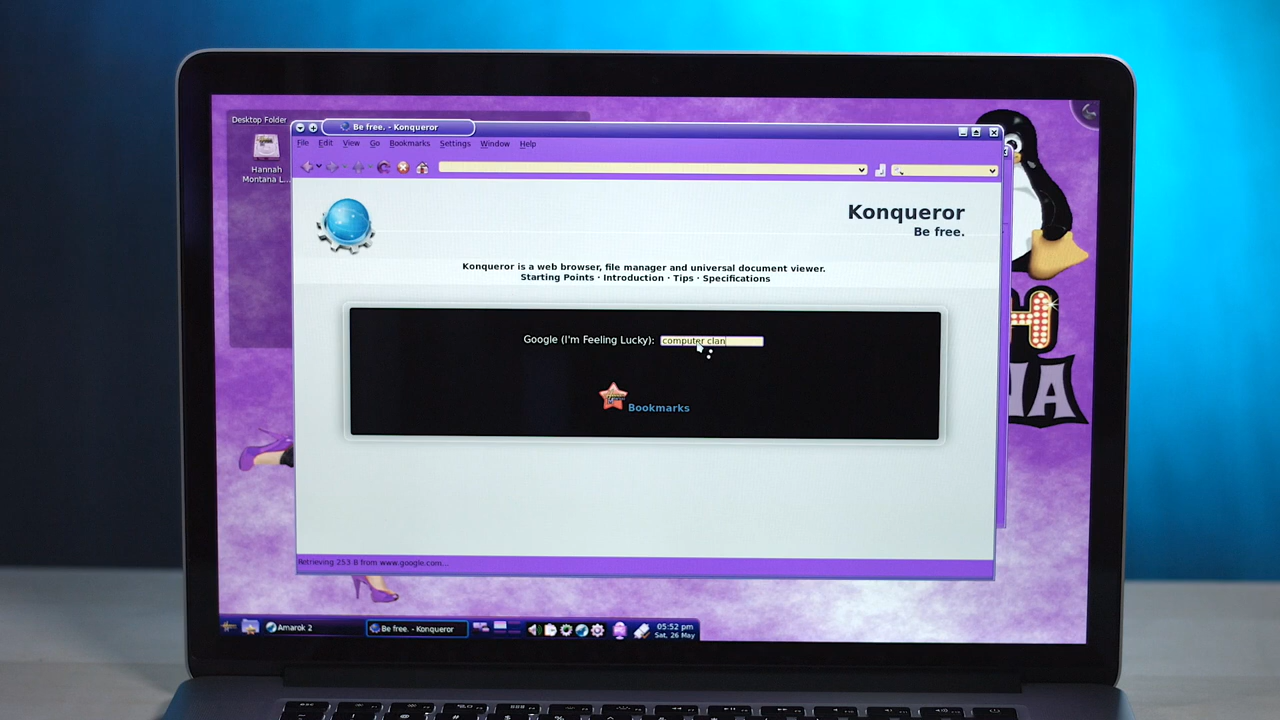 Desktop Folder
Hannah
Montana L...
Be free. - Konqueror
File Edit View Go Bookmarks Settings Window Help
Konqueror
Be free.
Konqueror is a web browser, file manager and universal document viewer.
Starting Points · Introduction · Tips · Specifications
Google (I'm Feeling Lucky): computer clan
Bookmarks
H
NA
Retrieving 253 B from www.google.com...
Amarok 2
Be free. - Konqueror
05:52 pm
Sat, 26 May